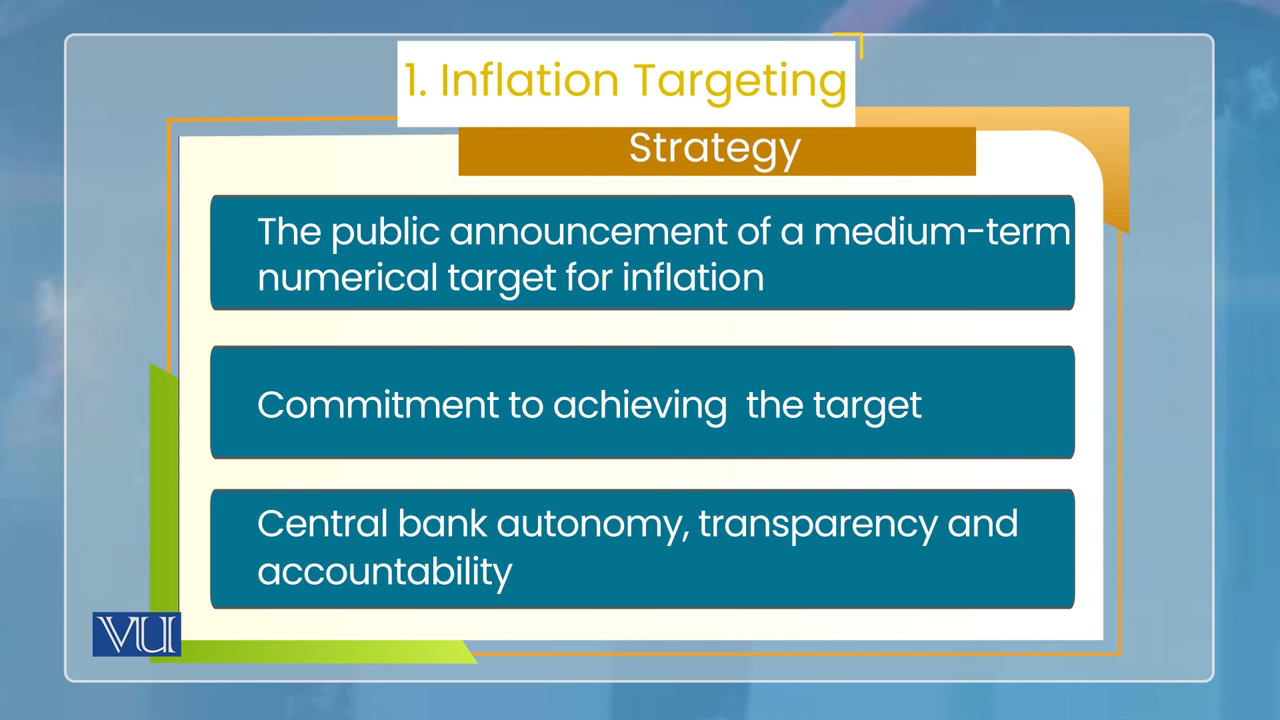 1. Inflation Targeting
Strategy
The public announcement of a medium-term
numerical target for inflation
Commitment to achieving the target
Central bank autonomy, transparency and
accountability
VU